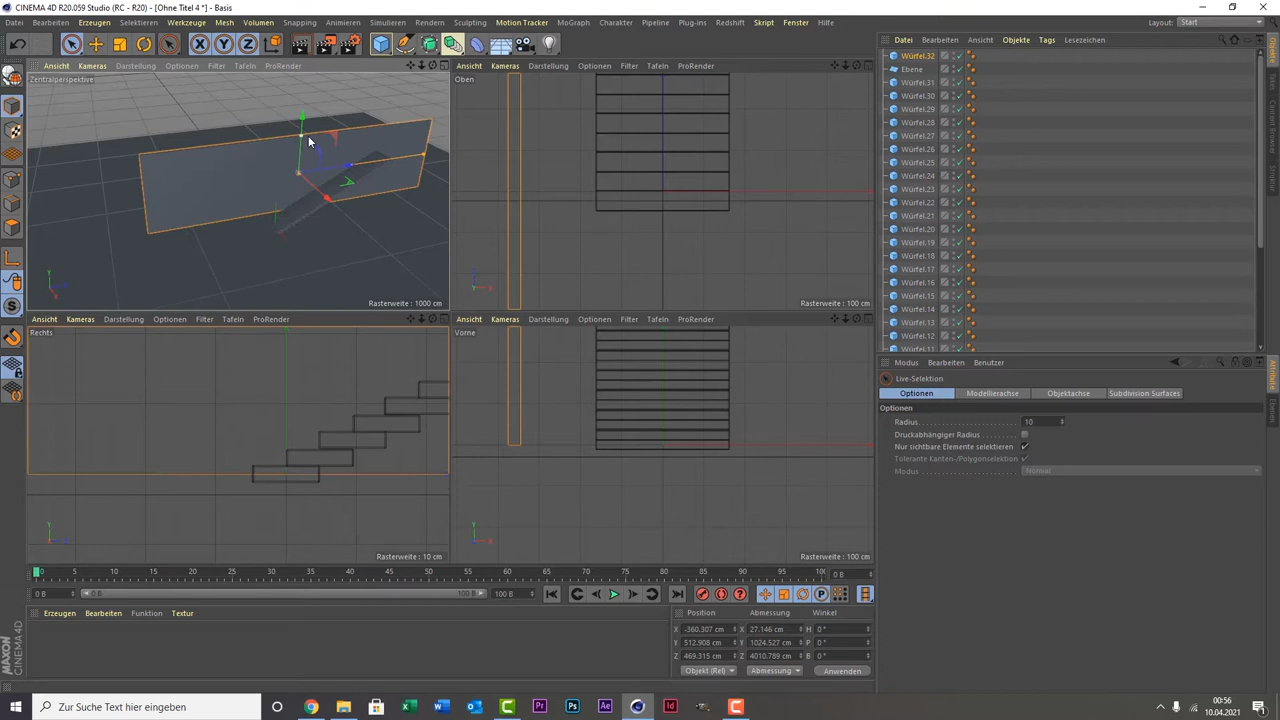 CINEMA 4D R20.059 Studio (RC - R20) - [Ohne Titel 4 *] - Basis
Datei Bearbeiten Erzeugen Selektieren Werkzeuge Mesh Volumen Snapping Animieren Simulieren Rendern Sculpting Motion Tracker MoGraph Character Pipeline Plug-ins Redshift Skript Fenster Hilfe
Layout: Start
Datei Bearbeiten Ansicht Objekte Tags Lesezeichen
Ansicht Kameras Darstellung Optionen Filter Tafeln ProRender
Zentralperspektive
Rasterweite : 1000 cm
Ansicht Kameras Darstellung Optionen Filter Tafeln ProRender
Oben
Rasterweite : 100 cm
Ansicht Kameras Darstellung Optionen Filter Tafeln ProRender
Rechts
Rasterweite : 10 cm
Ansicht Kameras Darstellung Optionen Filter Tafeln ProRender
Vorne
Rasterweite : 100 cm
Würfel.32
Ebene
Würfel.31
Würfel.30
Würfel.29
Würfel.28
Würfel.27
Würfel.26
Würfel.25
Würfel.24
Würfel.23
Würfel.22
Würfel.21
Würfel.20
Würfel.19
Würfel.18
Würfel.17
Würfel.16
Würfel.15
Würfel.14
Würfel.13
Würfel.12
Würfel.11
Modus Bearbeiten Benutzer
Live-Selektion
Optionen Modellierachse Objektachse Subdivision Surfaces
Optionen
Radius 10
Druckabhängiger Radius
Nur sichtbare Elemente selektieren
Tolerante Kanten-/Polygonselektion
Modus Normal
0 5 10 15 20 25 30 35 40 45 50 55 60 65 70 75 80 85 90 95 100 0 B
0 B 0 B 100 B 100 B
Erzeugen Bearbeiten Funktion Textur
Position Abmessung Winkel
X -360.307 cm X 27.146 cm H 0 °
Y 512.908 cm Y 1024.527 cm P 0 °
Z 469.315 cm Z 4010.789 cm B 0 °
Objekt (Rel) Abmessung Anwenden
MAXON CINEMA4D
Zur Suche hier eingeben
00:56
10.04.2021